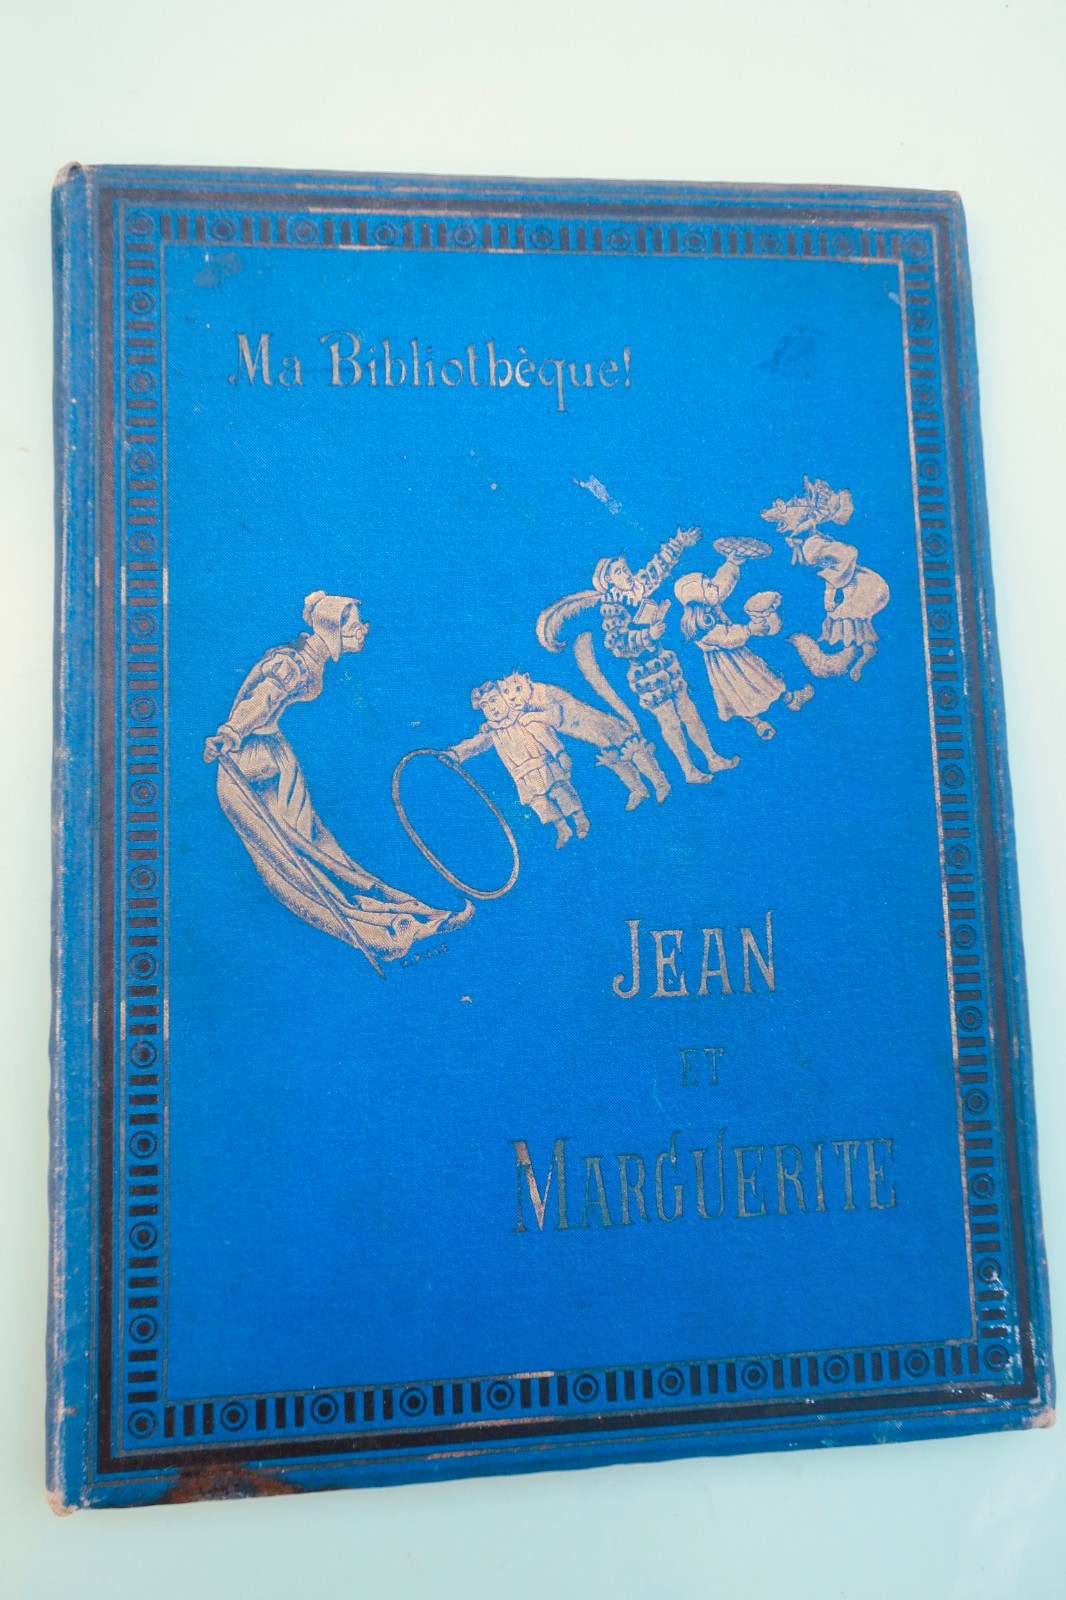 Ma Bibliothèque!
CONTES
JEAN
ET
MARGUERITE